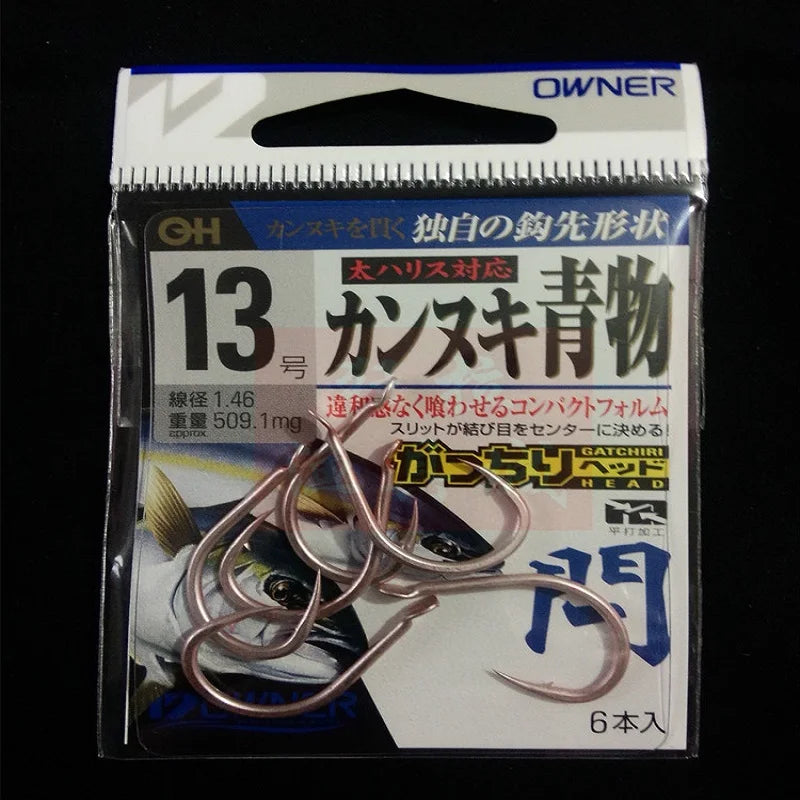 OWNER
OH
カンヌキを貫く 独自の鈎先形状
13号
太ハリス対応
カンヌキ青物
線径 1.46
重量 509.1mg
approx.
違和感なく喰わせるコンパクトフォルム
スリットが結び目をセンターに決める!
がっちりヘッド
GATCHIRI
HEAD
平打加工
閂
OWNER
6本入